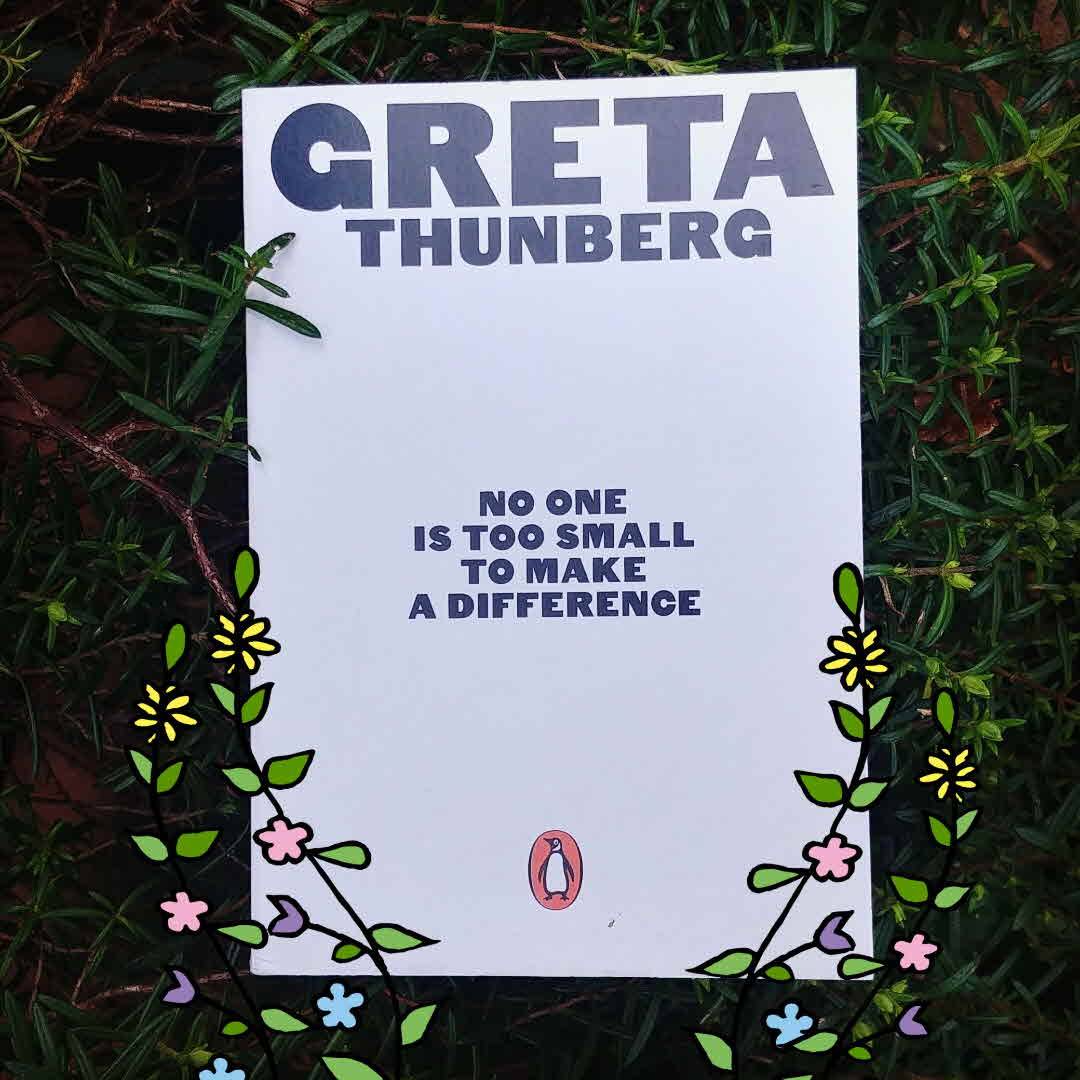 GRETA
THUNBERG
NO ONE
IS TOO SMALL
TO MAKE
A DIFFERENCE